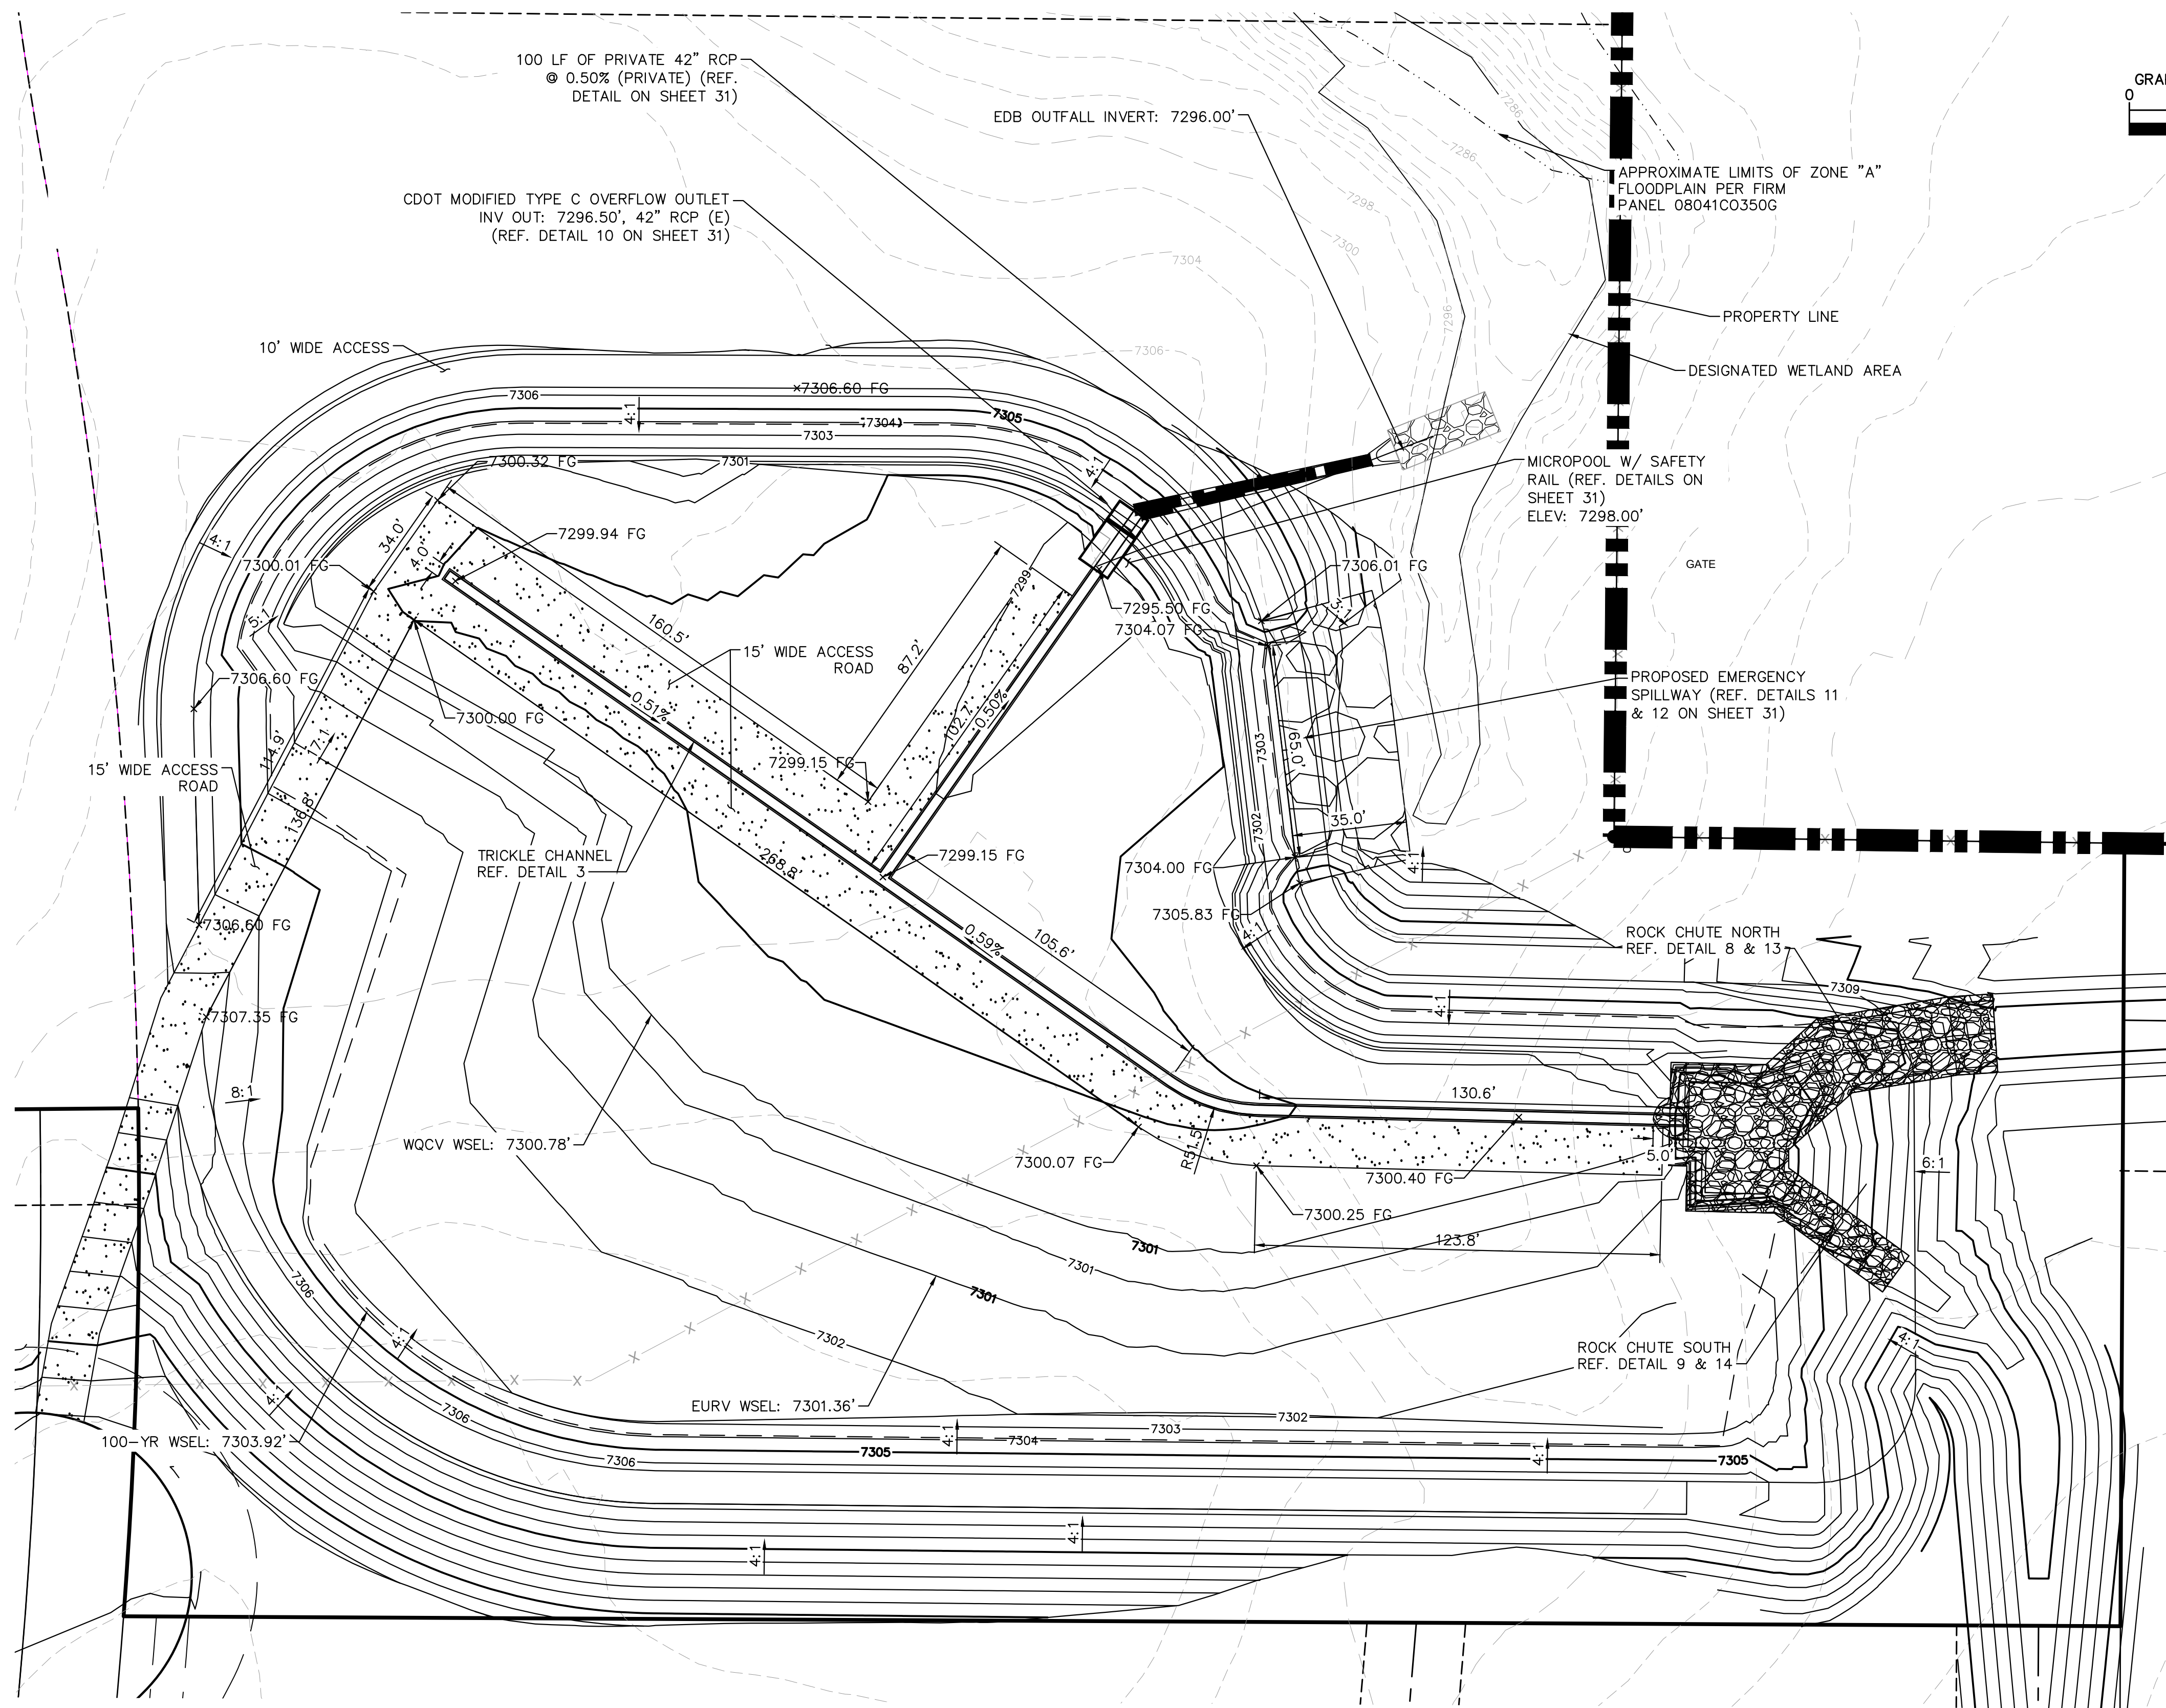 100 LF OF PRIVATE 42" RCP
@ 0.50% (PRIVATE) (REF.
DETAIL ON SHEET 31)
EDB OUTFALL INVERT: 7296.00'
0
7286
7286
APPROXIMATE LIMITS OF ZONE "A"
FLOODPLAIN PER FIRM
PANEL 08041C0350G
CDOT MODIFIED TYPE C OVERFLOW OUTLET
INV OUT: 7296.50', 42" RCP (E)
(REF. DETAIL 10 ON SHEET 31)
7298
7300
7304
7296
PROPERTY LINE
10' WIDE ACCESS
7306
DESIGNATED WETLAND AREA
7306
7306.60 FG
4:1
7305
7304
7303
7300.32 FG
7301
4:1
MICROPOOL W/ SAFETY
RAIL (REF. DETAILS ON
SHEET 31)
ELEV: 7298.00'
34.0'
4:1
4.0'
7299.94 FG
7300.01 FG
7306.01 FG
GATE
7299
5:1
160.5'
87.2'
7295.50 FG
7304.07 FG
3:1
15' WIDE ACCESS
ROAD
7306.60 FG
PROPOSED EMERGENCY
SPILLWAY (REF. DETAILS 11
& 12 ON SHEET 31)
7300.00 FG
0.51%
102.7'
0.50%
7303
65.0'
114.9'
17:1
7299.15 FG
15' WIDE ACCESS
ROAD
136.8'
7302
35.0'
TRICKLE CHANNEL
REF. DETAIL 3
268.8'
7299.15 FG
7304.00 FG
4:1
7305.83 FG
7306.60 FG
0.59%
105.6'
4:1
ROCK CHUTE NORTH
REF. DETAIL 8 & 13
7309
7307.35 FG
4:1
8:1
130.6'
WQCV WSEL: 7300.78'
R51.5'
7300.07 FG
5.0'
7300.40 FG
6:1
7300.25 FG
7301
123.8'
7301
7306
7301
7302
4:1
ROCK CHUTE SOUTH
REF. DETAIL 9 & 14
4:1
4:1
EURV WSEL: 7301.36'
7306
7302
7303
4:1
7304
100-YR WSEL: 7303.92'
7305
7306
4:1
7305
4:1
4:1